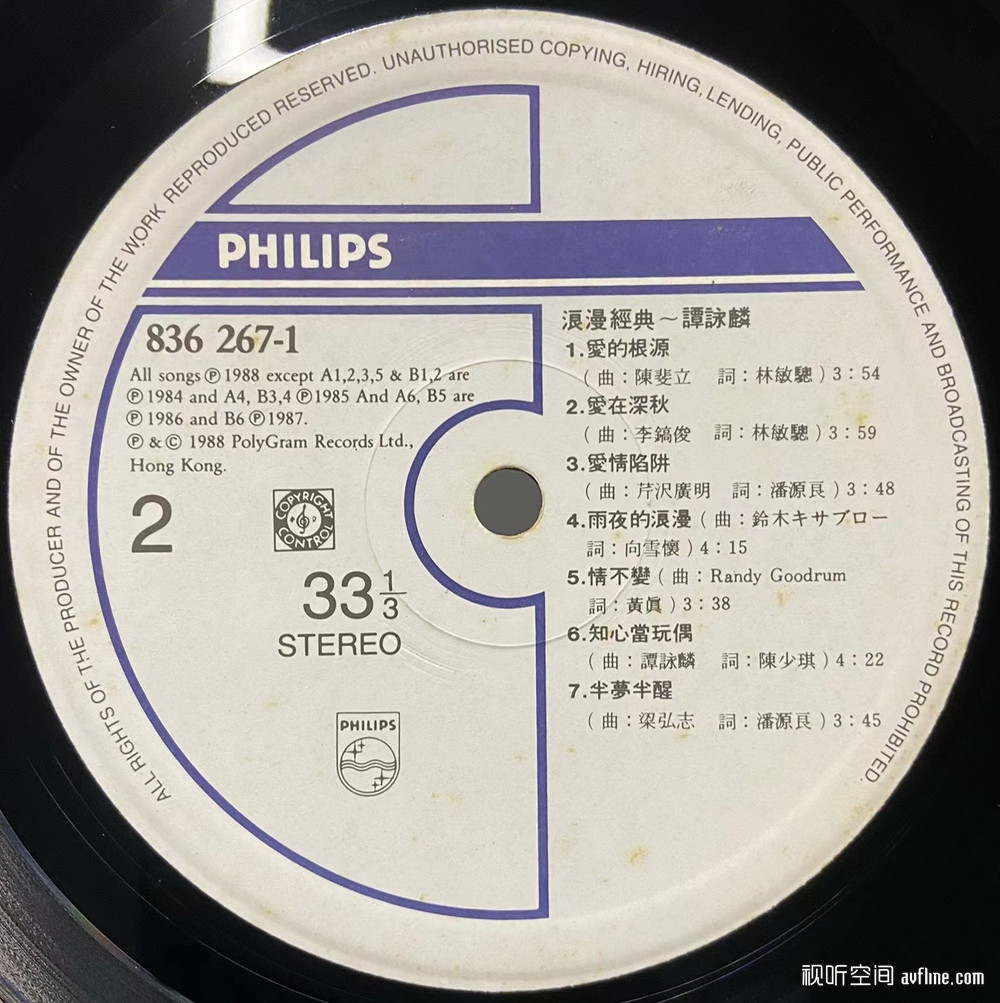 ALL RIGHTS OF THE PRODUCER AND OF THE OWNER OF THE WORK REPRODUCED RESERVED. UNAUTHORISED COPYING, HIRING, LENDING, PUBLIC PERFORMANCE AND BROADCASTING OF THIS RECORD PROHIBITED.
PHILIPS
836 267-1
All songs Ⓟ 1988 except A1,2,3,5 & B1,2 are
Ⓟ 1984 and A4, B3,4 Ⓟ 1985 And A6, B5 are
Ⓟ 1986 and B6 Ⓟ 1987.
Ⓟ & © 1988 PolyGram Records Ltd.,
Hong Kong.
2
COPYRIGHT
CONTROL
33 1/3
STEREO
PHILIPS
浪漫經典～譚詠麟
1.愛的根源
(曲：陳斐立 詞：林敏驄) 3：54
2.愛在深秋
(曲：李鎬俊 詞：林敏驄) 3：59
3.愛情陷阱
(曲：芹沢廣明 詞：潘源良) 3：48
4.雨夜的浪漫(曲：鈴木キサブロー
詞：向雪懷) 4：15
5.情不變(曲：Randy Goodrum
詞：黃眞) 3：38
6.知心當玩偶
(曲：譚詠麟 詞：陳少琪) 4：22
7.半夢半醒
(曲：梁弘志 詞：潘源良) 3：45
视听空间 avfline.com